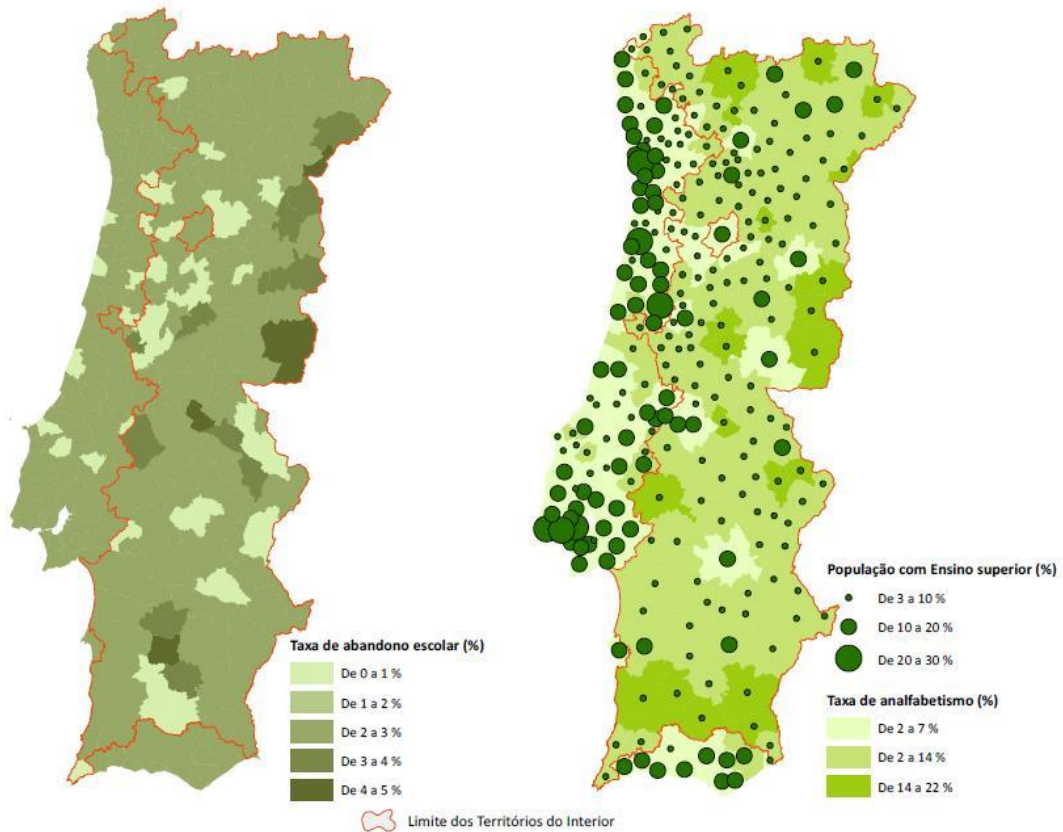 Taxa de abandono escolar (%)
De 0 a 1 %
De 1 a 2 %
De 2 a 3 %
De 3 a 4 %
De 4 a 5 %
População com Ensino superior (%)
De 3 a 10 %
De 10 a 20 %
De 20 a 30 %
Taxa de analfabetismo (%)
De 2 a 7 %
De 2 a 14 %
De 14 a 22 %
Limite dos Territórios do Interior